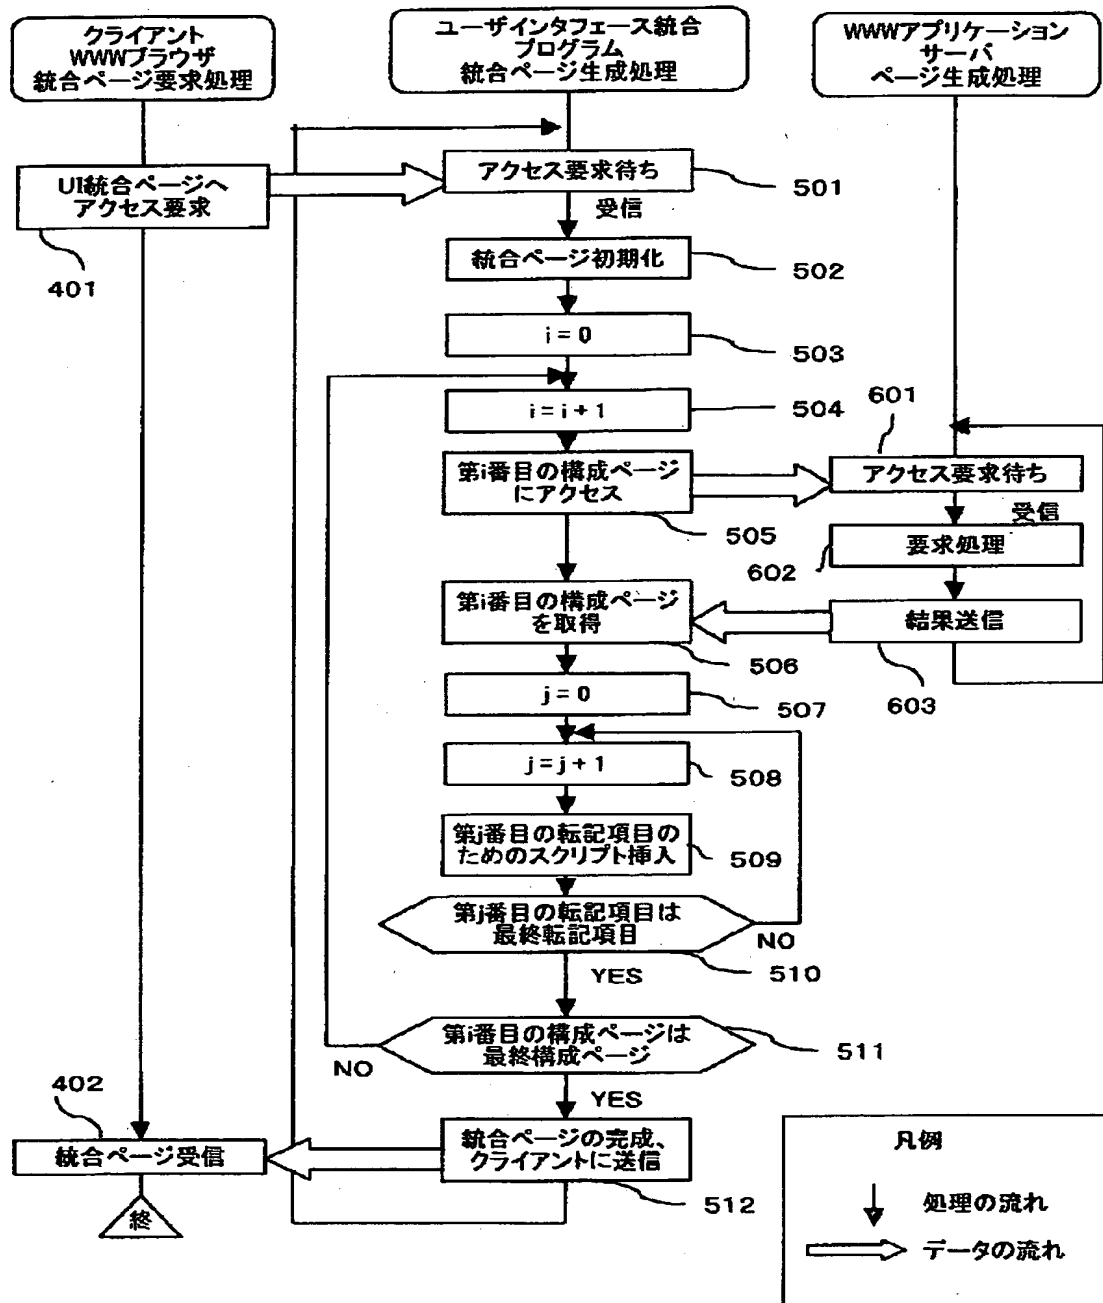 クライアント
WWWブラウザ
統合ページ要求処理
ユーザインタフェース統合
プログラム
統合ページ生成処理
WWWアプリケーション
サーバ
ページ生成処理
UI統合ページへ
アクセス要求
401
アクセス要求待ち
501
受信
統合ページ初期化
502
i = 0
503
i = i + 1
504
第i番目の構成ページ
にアクセス
505
601
アクセス要求待ち
受信
要求処理
602
結果送信
603
第i番目の構成ページ
を取得
506
j = 0
507
j = j + 1
508
第j番目の転記項目の
ためのスクリプト挿入
509
第j番目の転記項目は
最終転記項目
NO
510
YES
第i番目の構成ページは
最終構成ページ
511
NO
YES
402
統合ページ受信
終
統合ページの完成、
クライアントに送信
512
凡例
処理の流れ
データの流れ